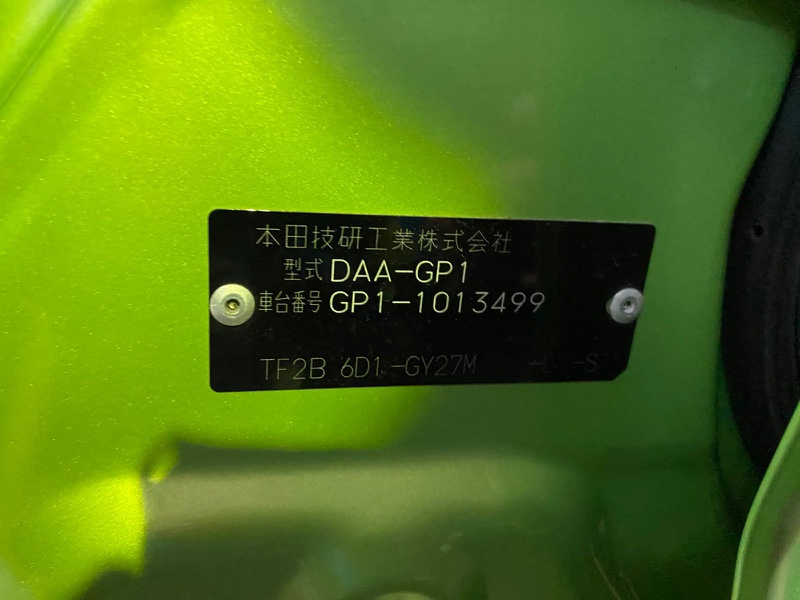 本田技研工業株式会社
型式 DAA-GP1
車台番号 GP1-1013499
TF2B 6D1-GY27M -L -S